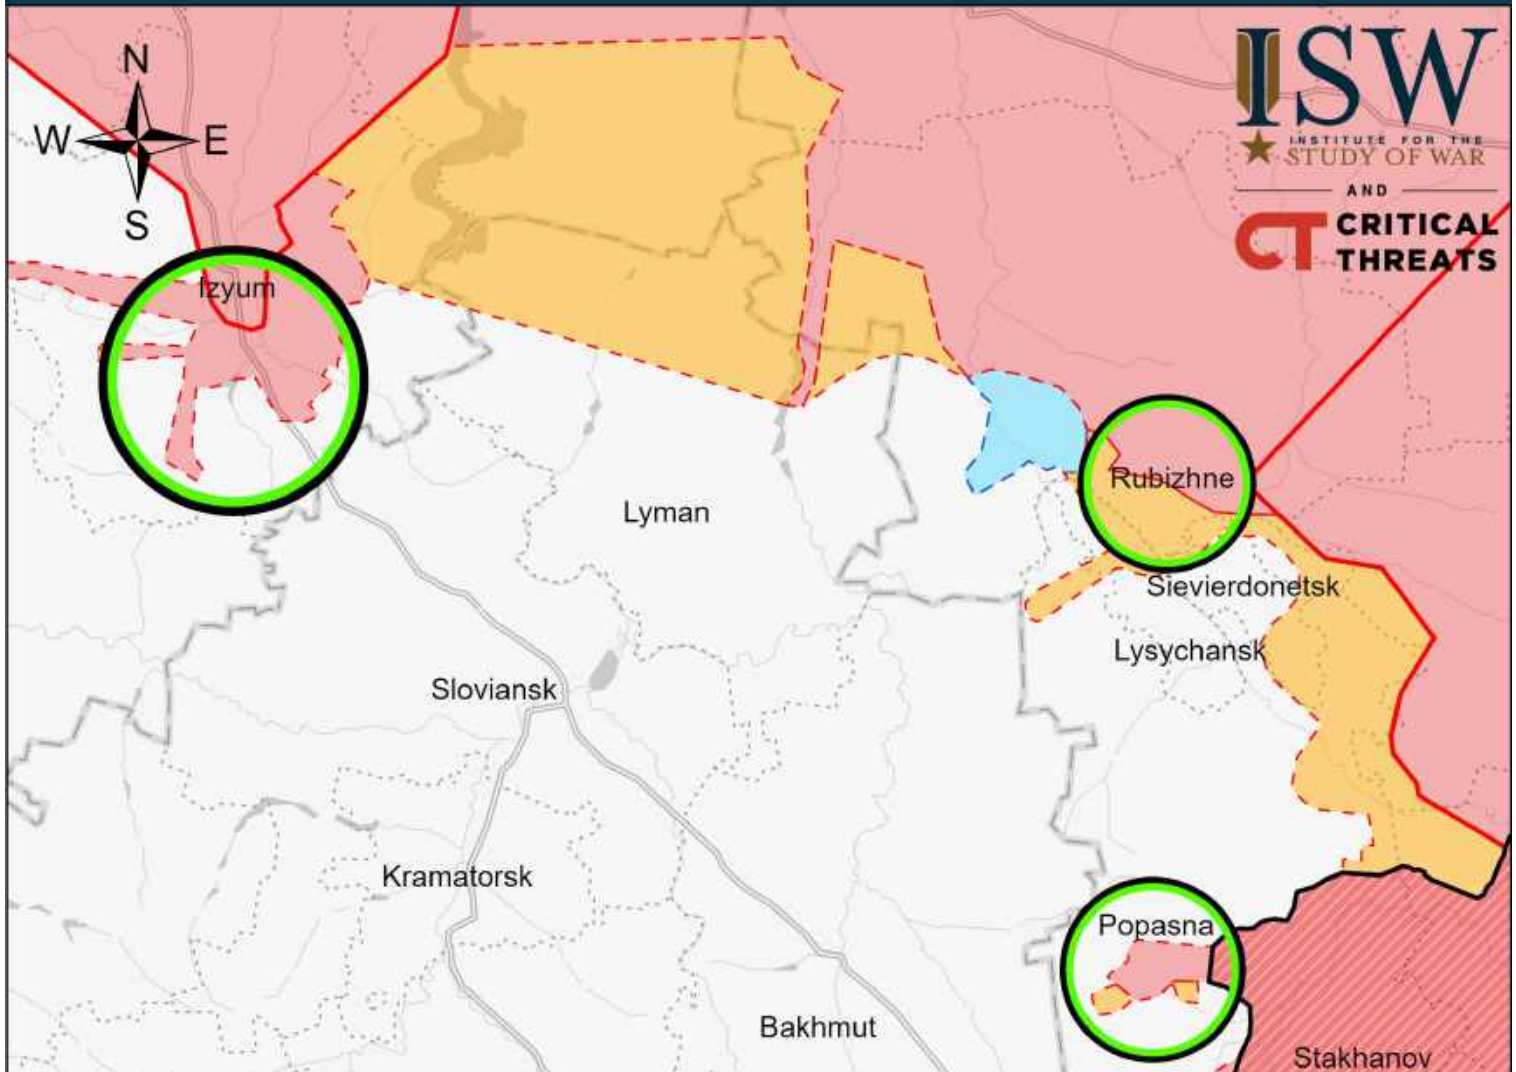 N
W E
S
ISW
INSTITUTE FOR THE
STUDY OF WAR
AND
CT CRITICAL
THREATS
Izyum
Rubizhne
Lyman
Sievierdonetsk
Lysychansk
Sloviansk
Kramatorsk
Popasna
Bakhmut
Stakhanov